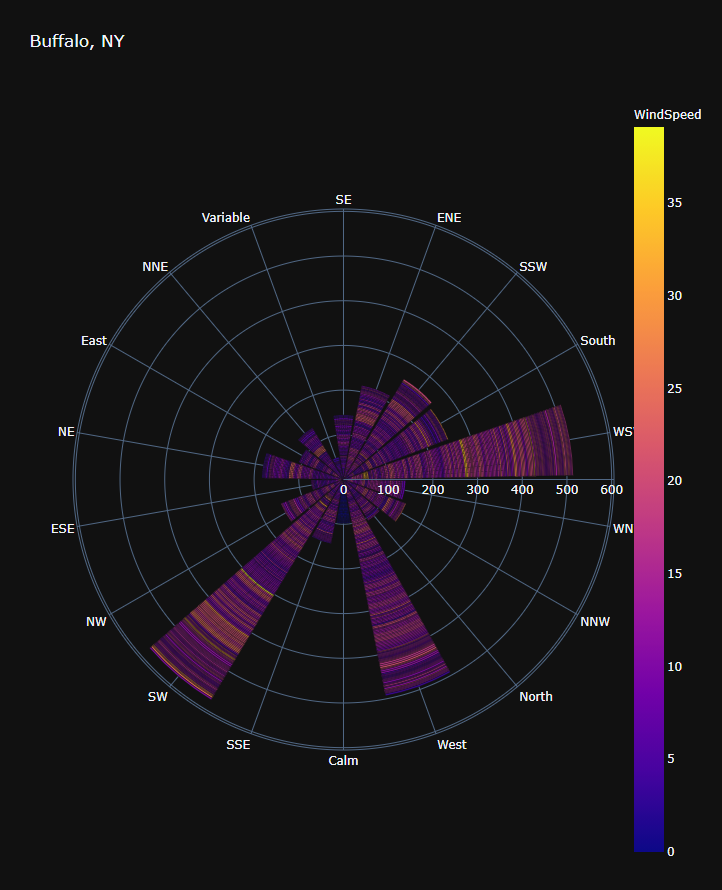 Buffalo, NY
WindSpeed
SE
Variable
ENE
NNE
SSW
East
South
NE
0 100 200 300 400 500 600
ESE
NW
NNW
SW
North
SSE
West
Calm
35
30
25
20
15
10
5
0